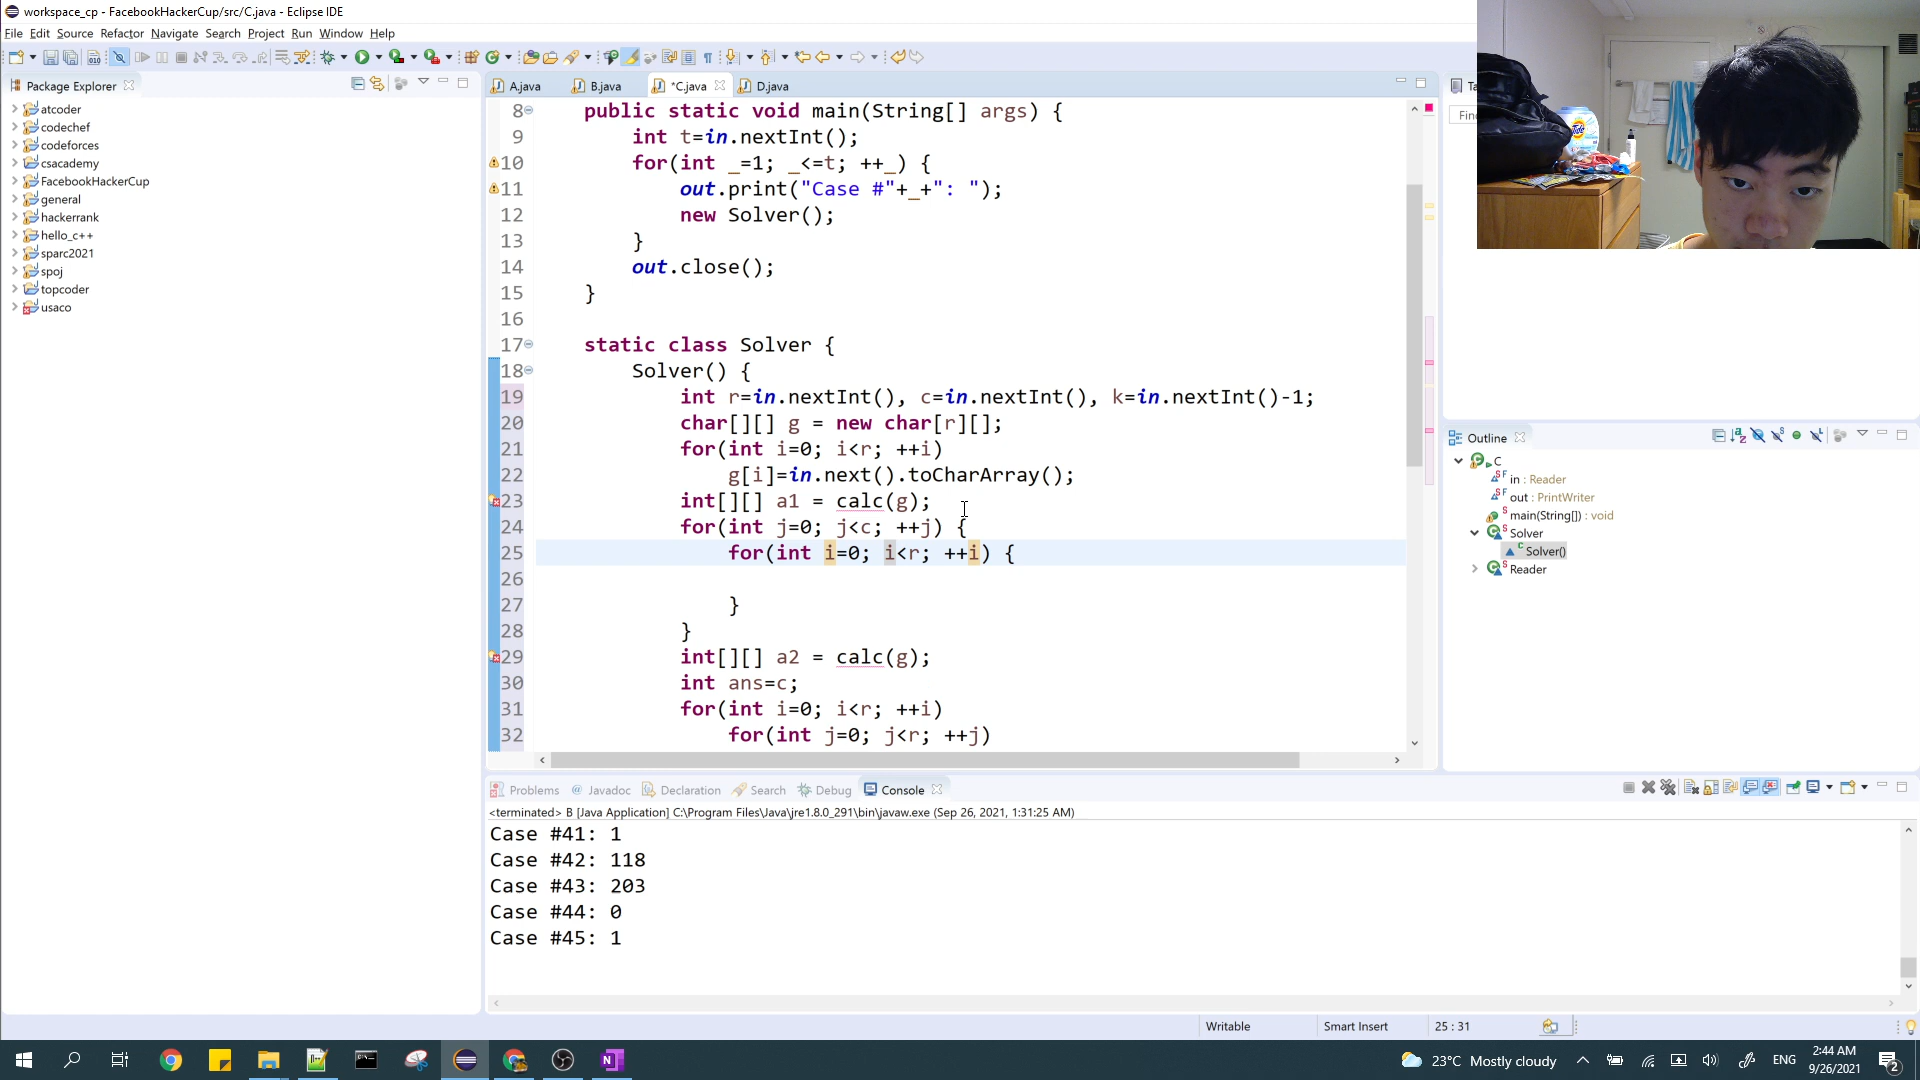 workspace_cp - FacebookHackerCup/src/C.java - Eclipse IDE
File Edit Source Refactor Navigate Search Project Run Window Help
Package Explorer
atcoder
codechef
codeforces
csacademy
FacebookHackerCup
general
hackerrank
hello_c++
sparc2021
spoj
topcoder
usaco
A.java B.java *C.java D.java
8 public static void main(String[] args) {
9 int t=in.nextInt();
10 for(int _=1; _<=t; ++_) {
11 out.print("Case #"+_+": ");
12 new Solver();
13 }
14 out.close();
15 }
16
17 static class Solver {
18 Solver() {
19 int r=in.nextInt(), c=in.nextInt(), k=in.nextInt()-1;
20 char[][] g = new char[r][];
21 for(int i=0; i<r; ++i)
22 g[i]=in.next().toCharArray();
23 int[][] a1 = calc(g);
24 for(int j=0; j<c; ++j) {
25 for(int i=0; i<r; ++i) {
26
27 }
28 }
29 int[][] a2 = calc(g);
30 int ans=c;
31 for(int i=0; i<r; ++i)
32 for(int j=0; j<r; ++j)
Tide
Outline
C
in : Reader
out : PrintWriter
main(String[]) : void
Solver
Solver()
Reader
Problems Javadoc Declaration Search Debug Console
<terminated> B [Java Application] C:\Program Files\Java\jre1.8.0_291\bin\javaw.exe (Sep 26, 2021, 1:31:25 AM)
Case #41: 1
Case #42: 118
Case #43: 203
Case #44: 0
Case #45: 1
Writable Smart Insert 25 : 31
23°C Mostly cloudy ENG 2:44 AM
9/26/2021 2